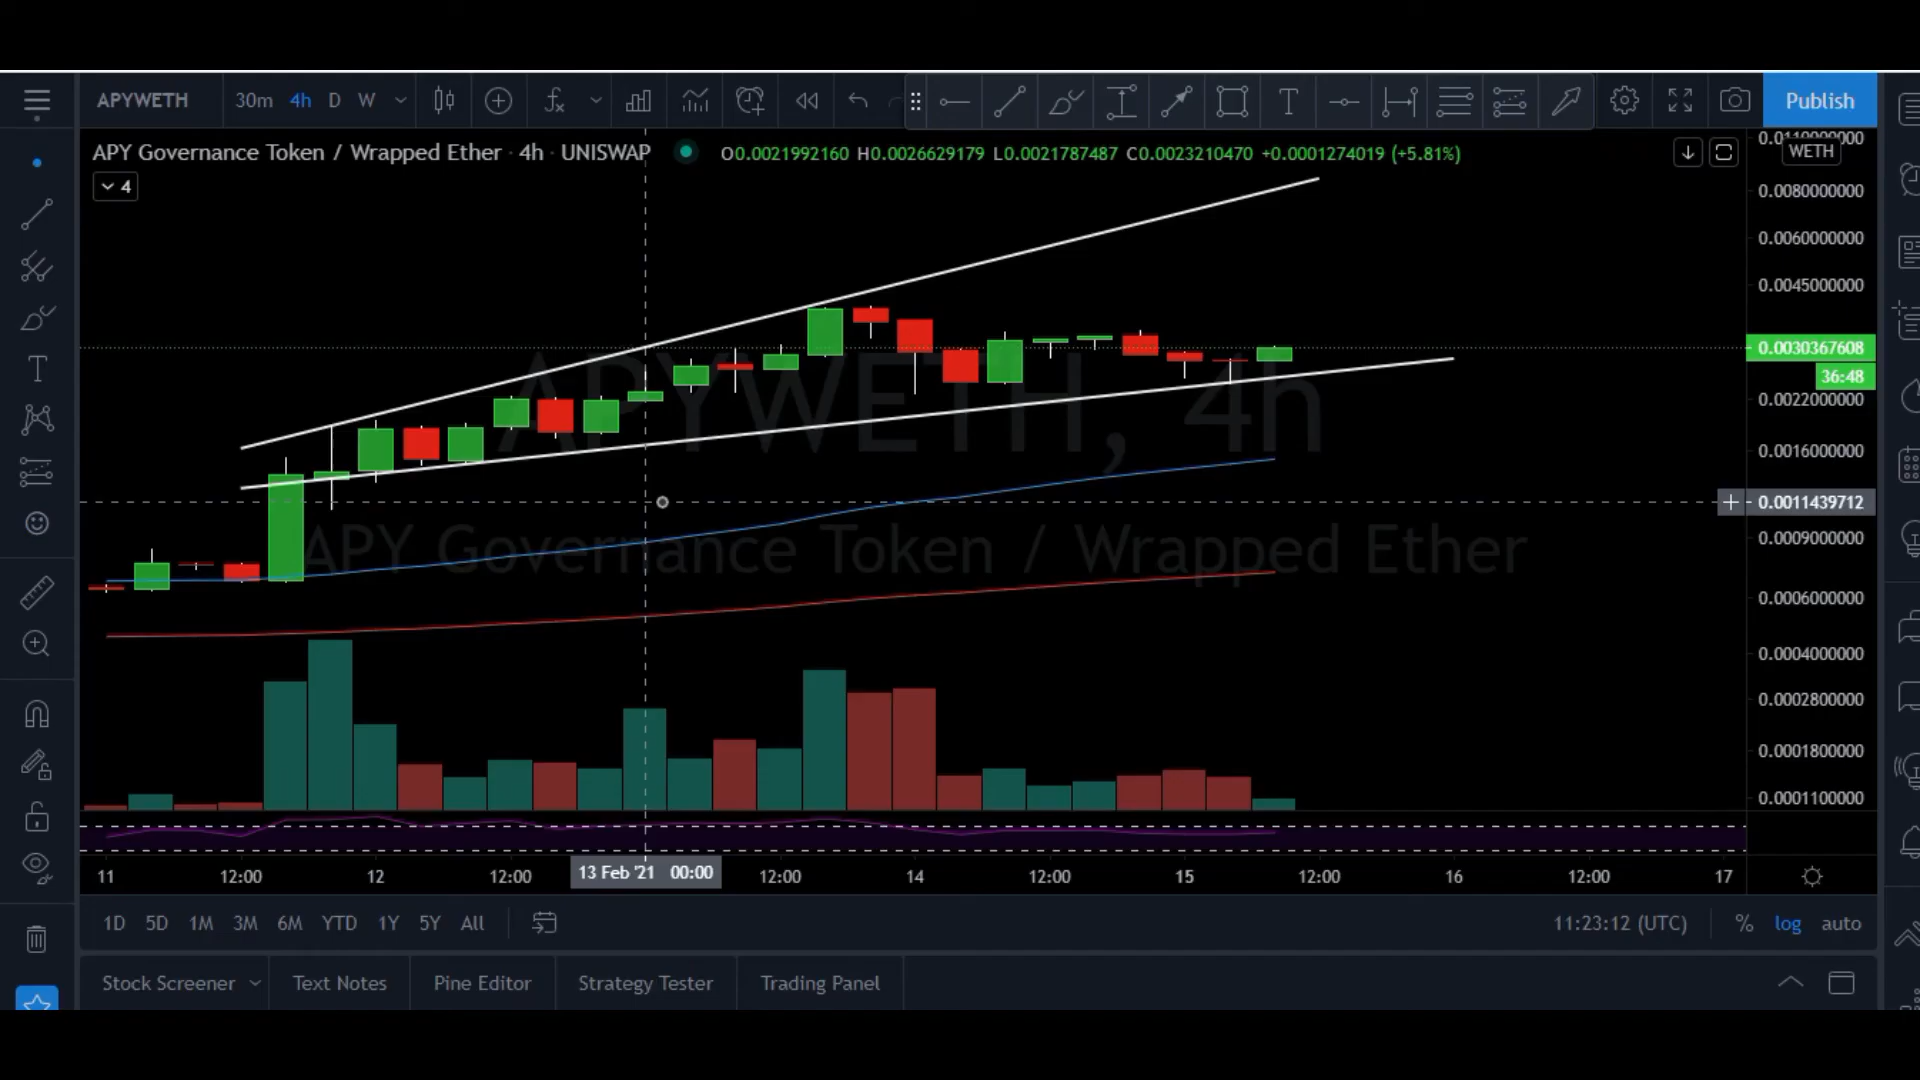 APYWETH 30m 4h D W Publish
APY Governance Token / Wrapped Ether · 4h · UNISWAP O0.0021992160 H0.0026629179 L0.0021787487 C0.0023210470 +0.0001274019 (+5.81%)
WETH
4
0.0080000000
0.0060000000
0.0045000000
0.0030367608
36:48
0.0022000000
0.0016000000
0.0011439712
0.0009000000
0.0006000000
0.0004000000
0.0002800000
0.0001800000
0.0001100000
APYWETH, 4h
APY Governance Token / Wrapped Ether
11 12:00 12 12:00 13 Feb '21 00:00 12:00 14 12:00 15 12:00 16 12:00 17
1D 5D 1M 3M 6M YTD 1Y 5Y All 11:23:12 (UTC) % log auto
Stock Screener Text Notes Pine Editor Strategy Tester Trading Panel